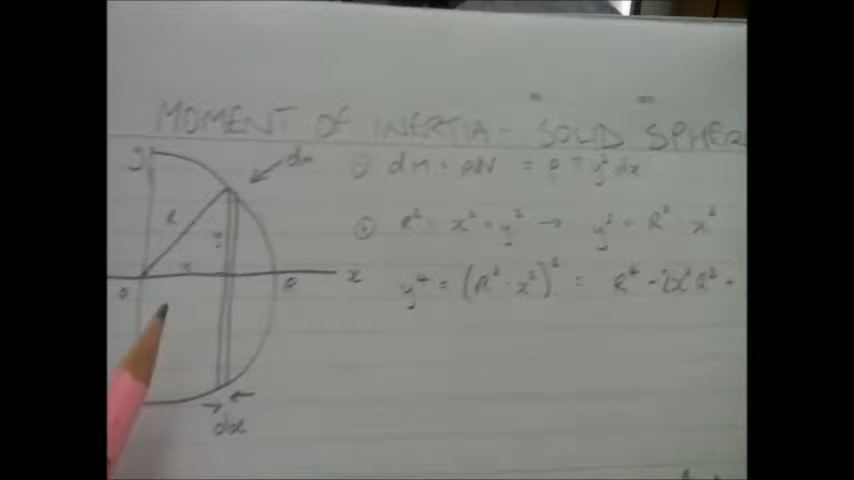 MOMENT OF INERTIA - SOLID SPHER
y dm ① dm = ρdV = ρ π y² dx
R y x x
② R² = x² + y² → y² = R² - x²
y⁴ = (R² - x²)² = R⁴ - 2x²R² +
dx